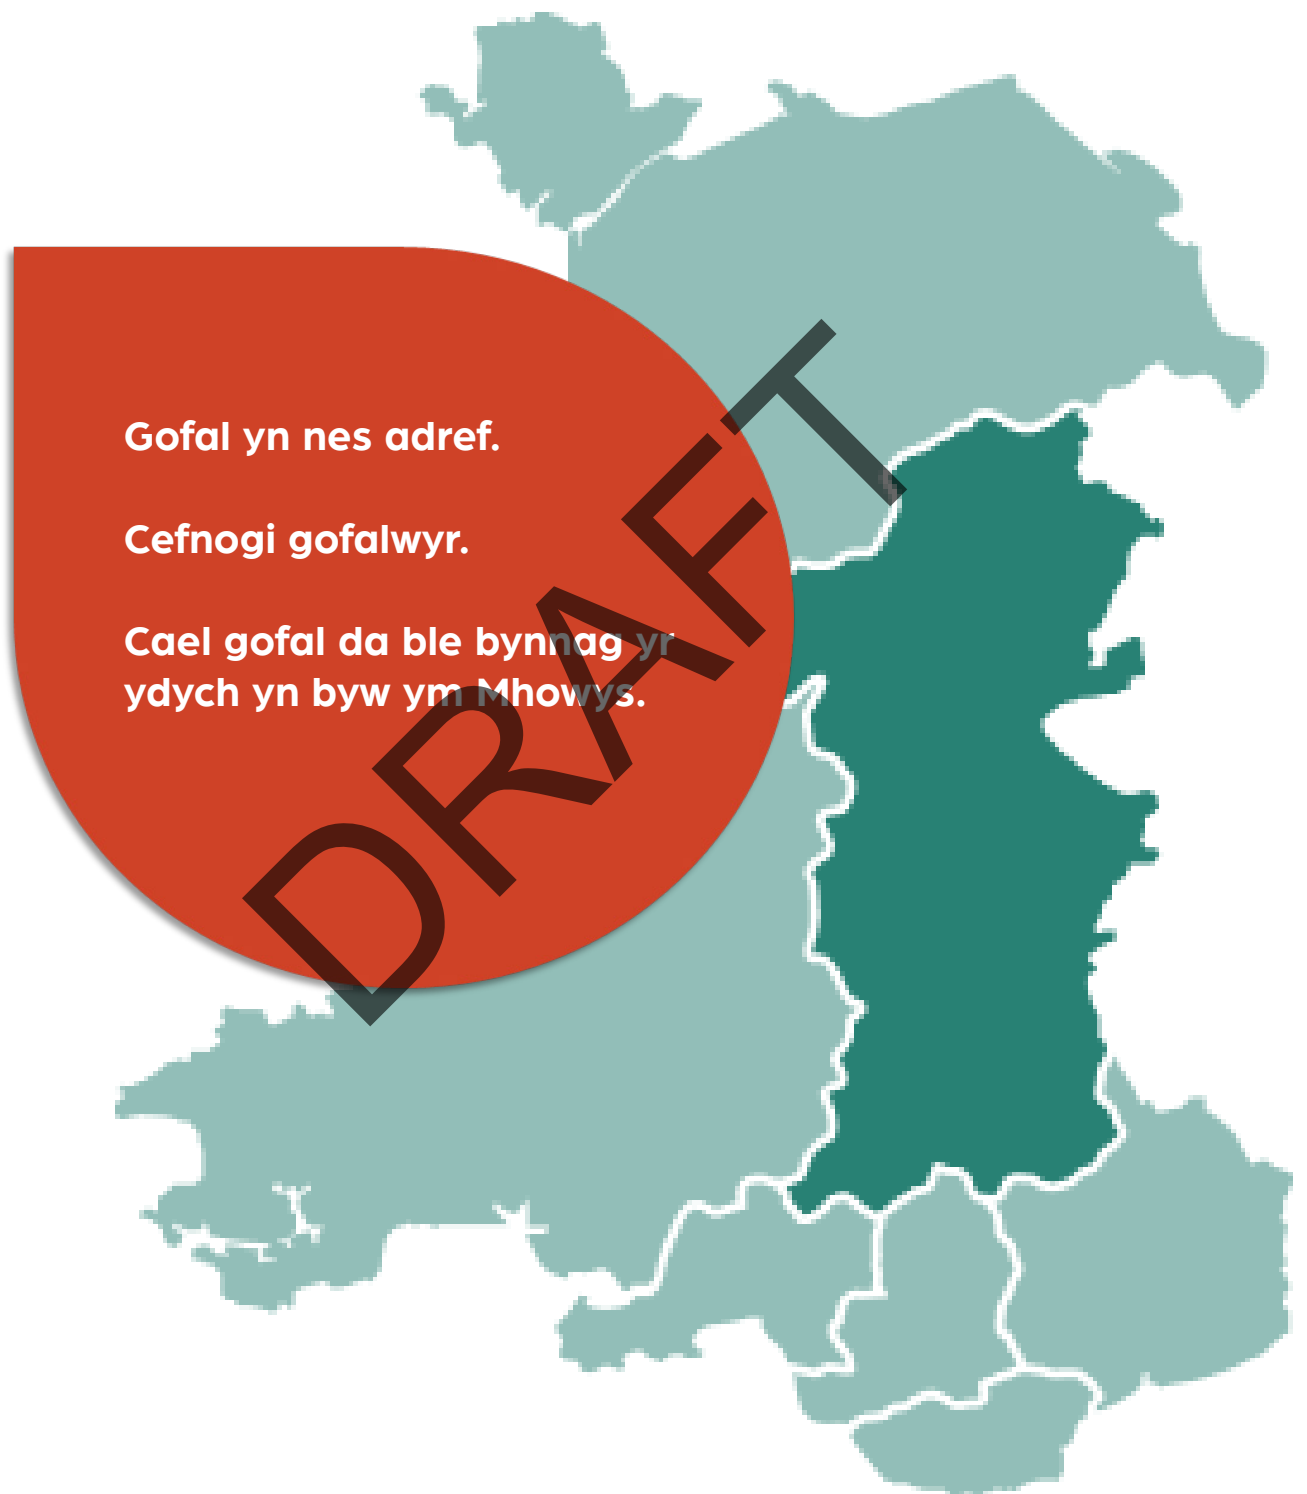 Gofal yn nes adref.
Cefnogi gofalwyr.
Cael gofal da ble bynnag yr
ydych yn byw ym Mhowys.
DRAFT